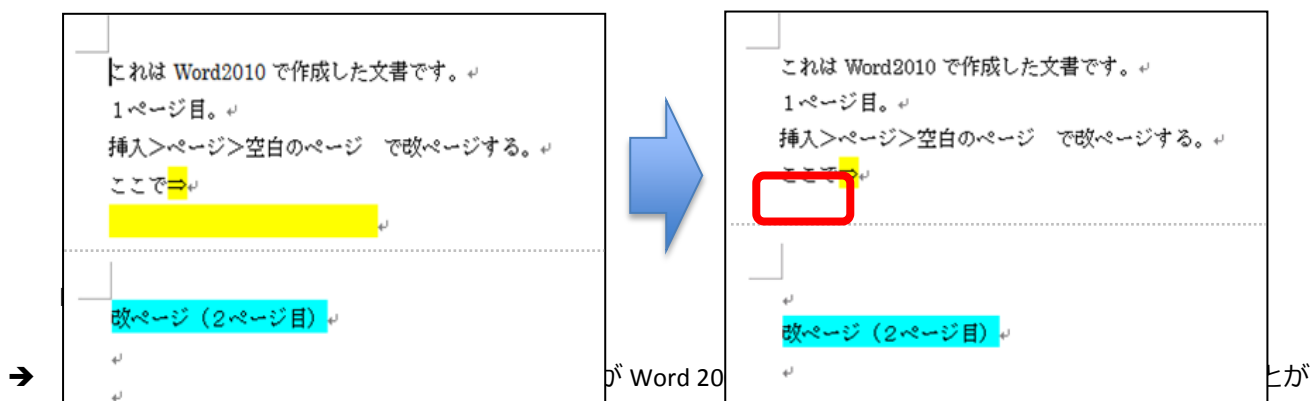 これは Word2010 で作成した文書です。↵
1ページ目。↵
挿入＞ページ＞空白のページ　で改ページする。↵
ここで⇒↵
↵
改ページ（2ページ目）↵
↵
↵
これは Word2010 で作成した文書です。↵
1ページ目。↵
挿入＞ページ＞空白のページ　で改ページする。↵
ここで⇒↵
↵
改ページ（2ページ目）↵
↵
➔ が Word 20 とが